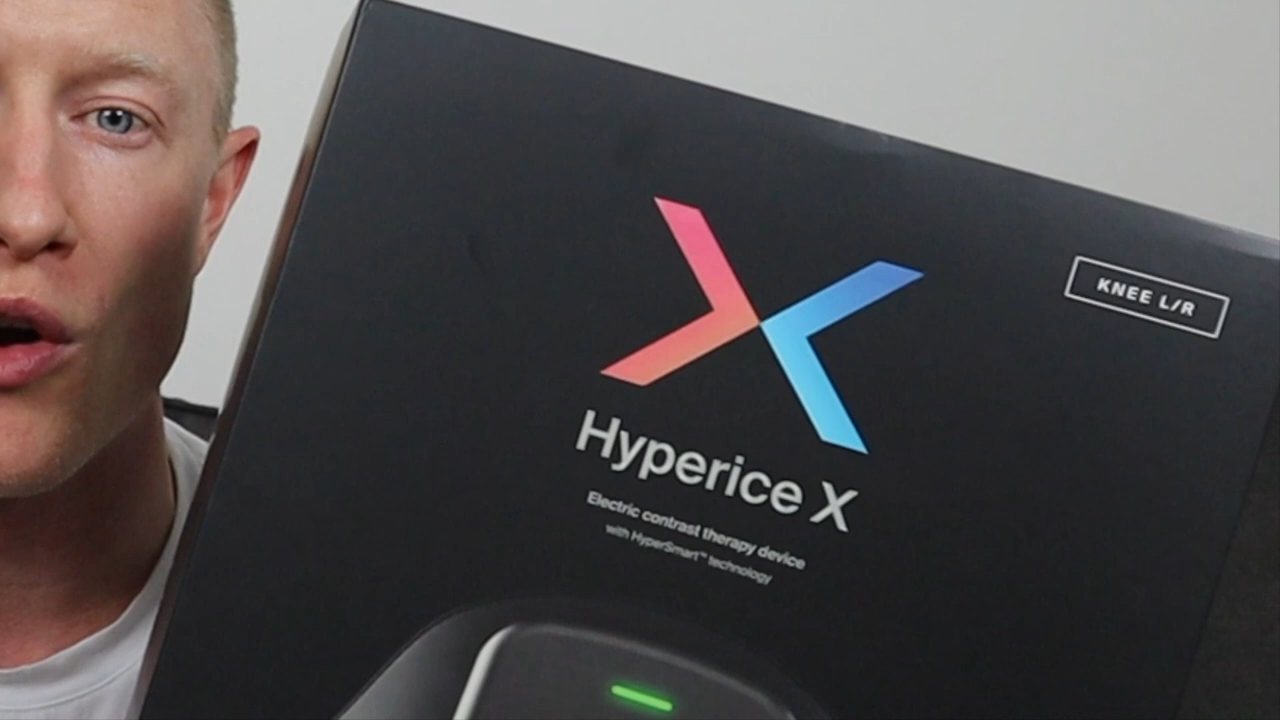 KNEE L/R
Hyperice X
Electric contrast therapy device
with HyperSmart™ technology